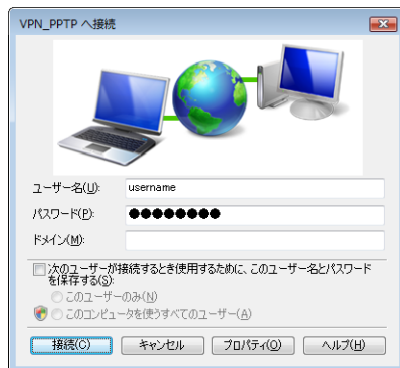 VPN_PPTP へ接続
ユーザー名(U):
username
パスワード(P):
●●●●●●●●
ドメイン(M):
次のユーザーが接続するとき使用するために、このユーザー名とパスワード
を保存する(S):
このユーザーのみ(N)
このコンピュータを使うすべてのユーザー(A)
接続(C)
キャンセル
プロパティ(O)
ヘルプ(H)